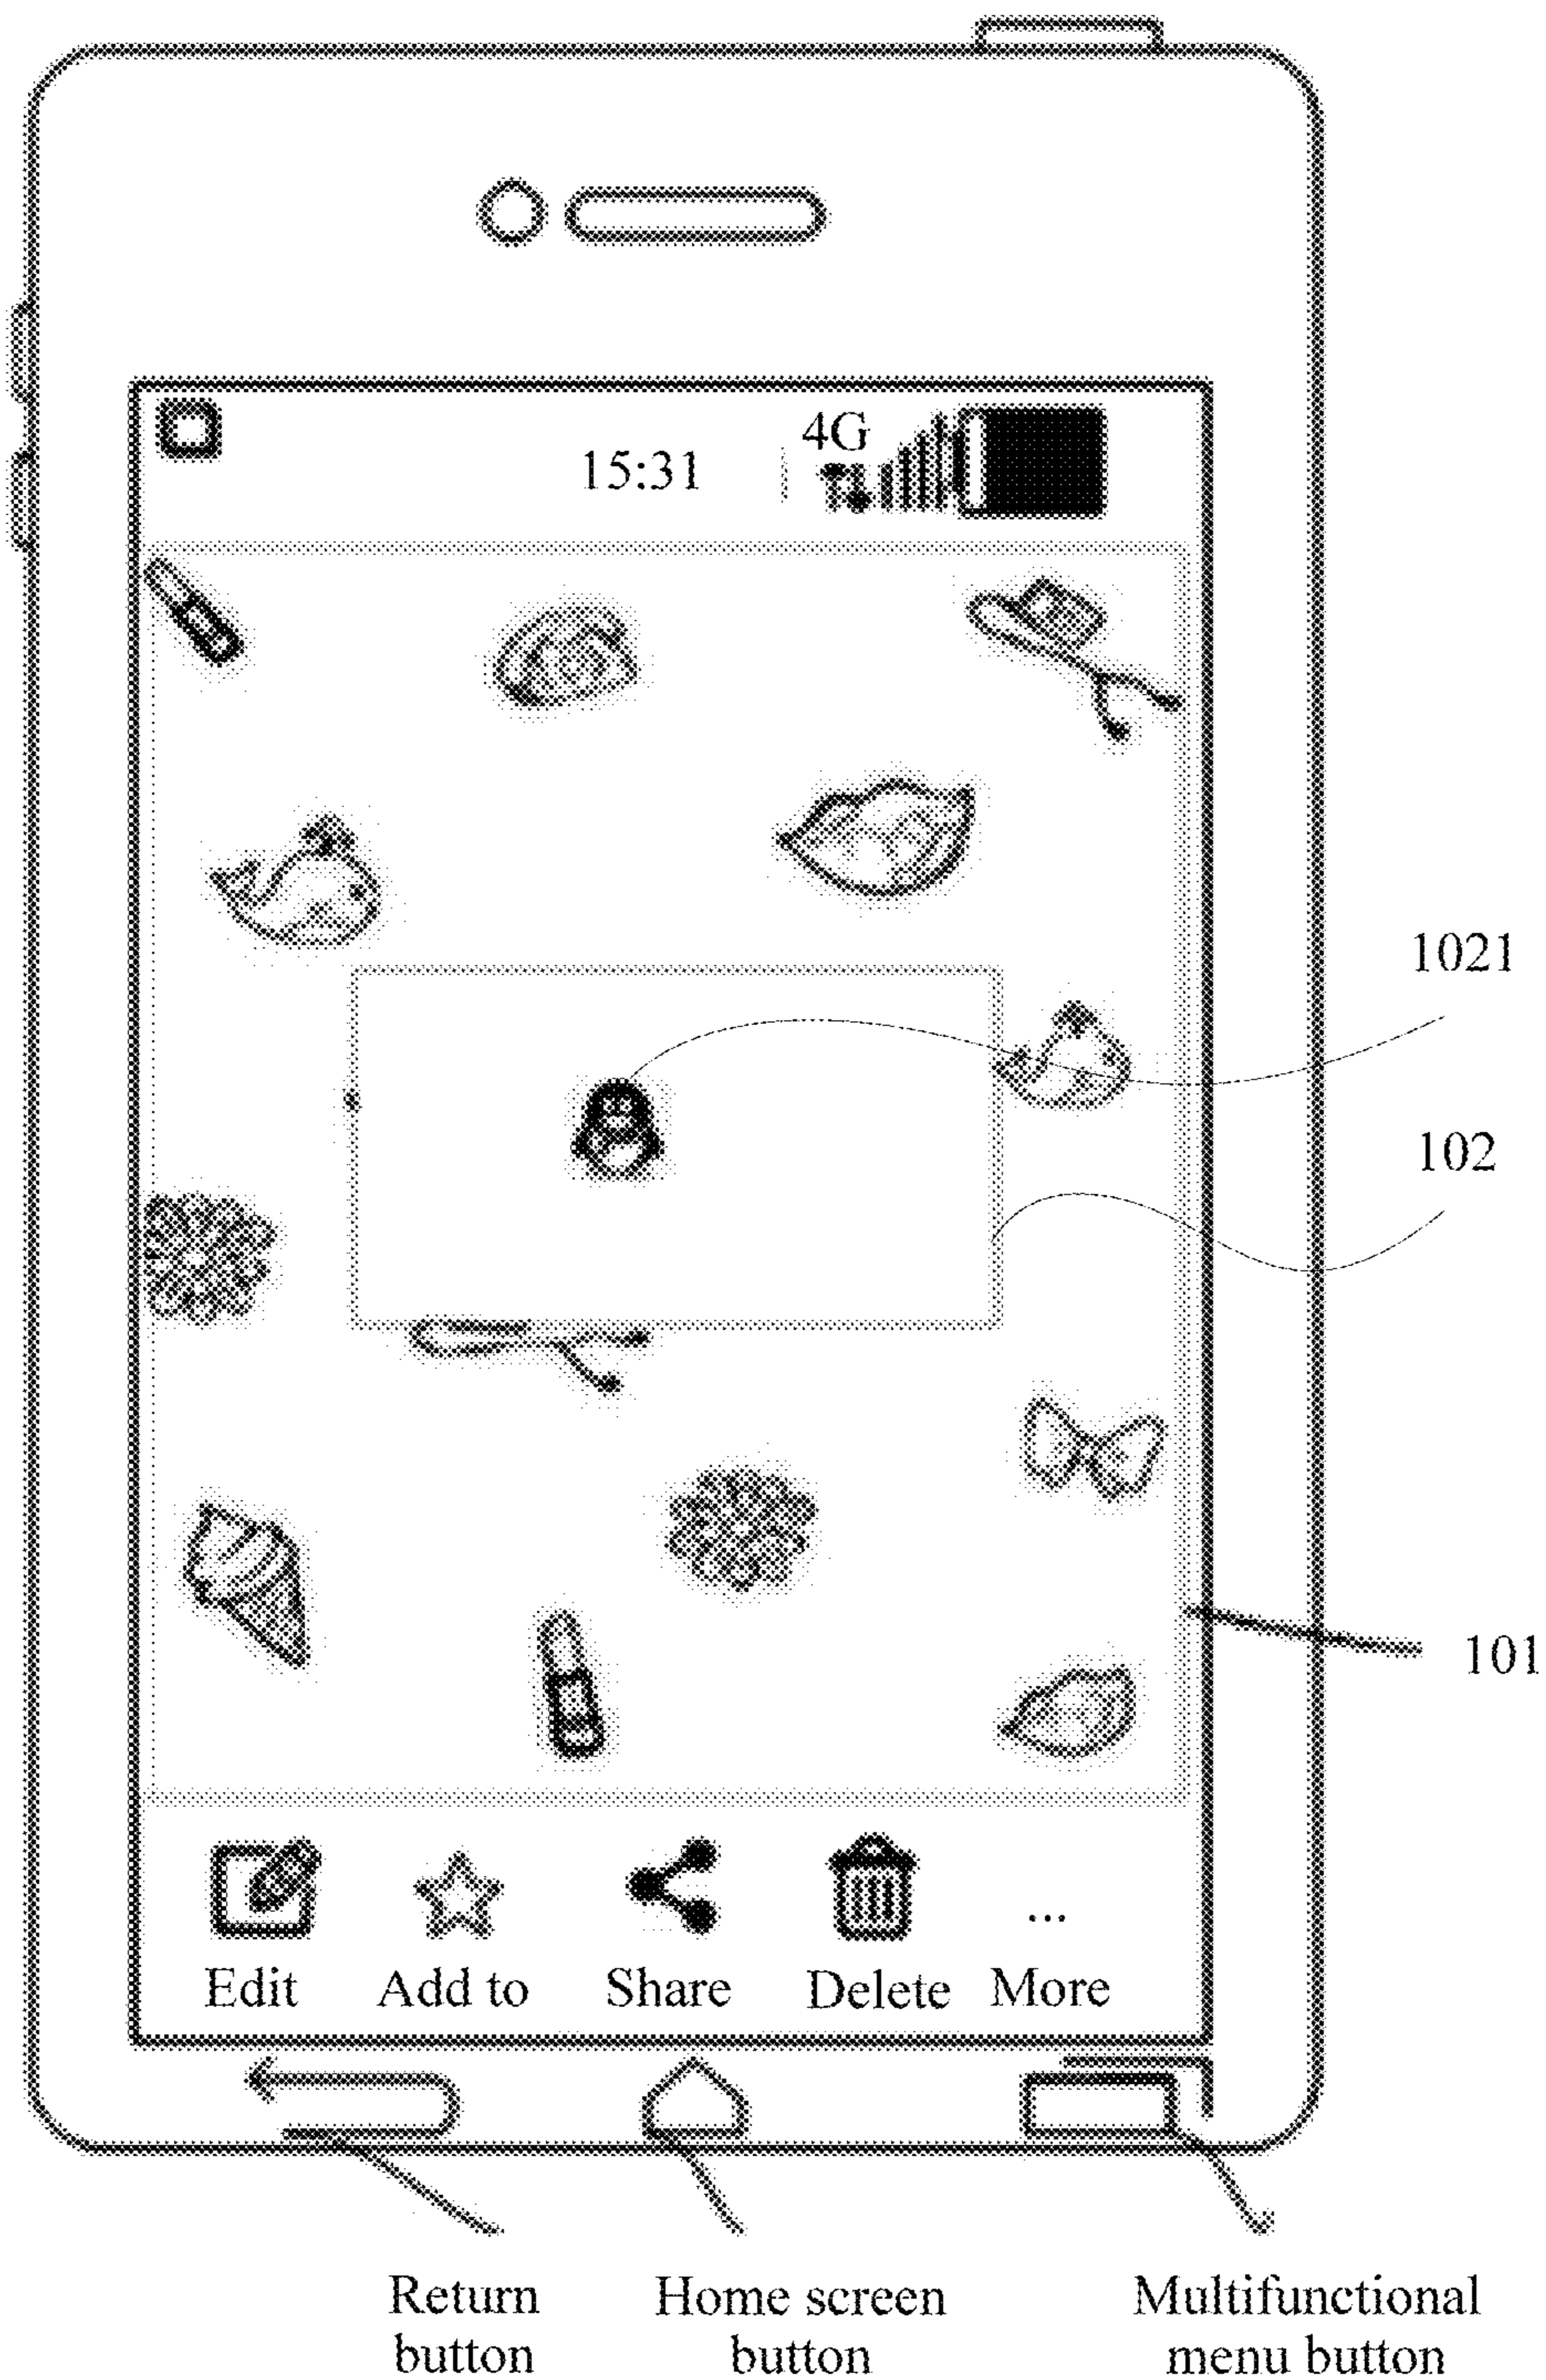 4G
15:31
1021
102
101
Edit Add to Share Delete More
Return Home screen Multifunctional
button button menu button